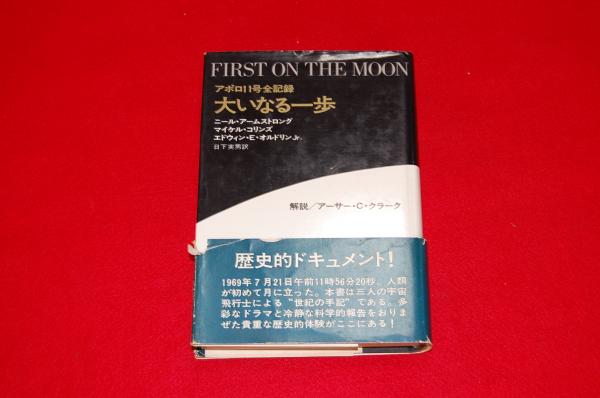 FIRST ON THE MOON
アポロ11号全記録
大いなる一歩
ニール・アームストロング
マイケル・コリンズ
エドウィン・E・オルドリンJr.
日下実男訳
解説／アーサー・C・クラーク
歴史的ドキュメント!
1969年7月21日午前11時56分20秒、人類
が初めて月に立った。本書は三人の宇宙
飛行士による“世紀の手記”である。多
彩なドラマと冷静な科学的報告をおりま
ぜた貴重な歴史的体験がここにある!